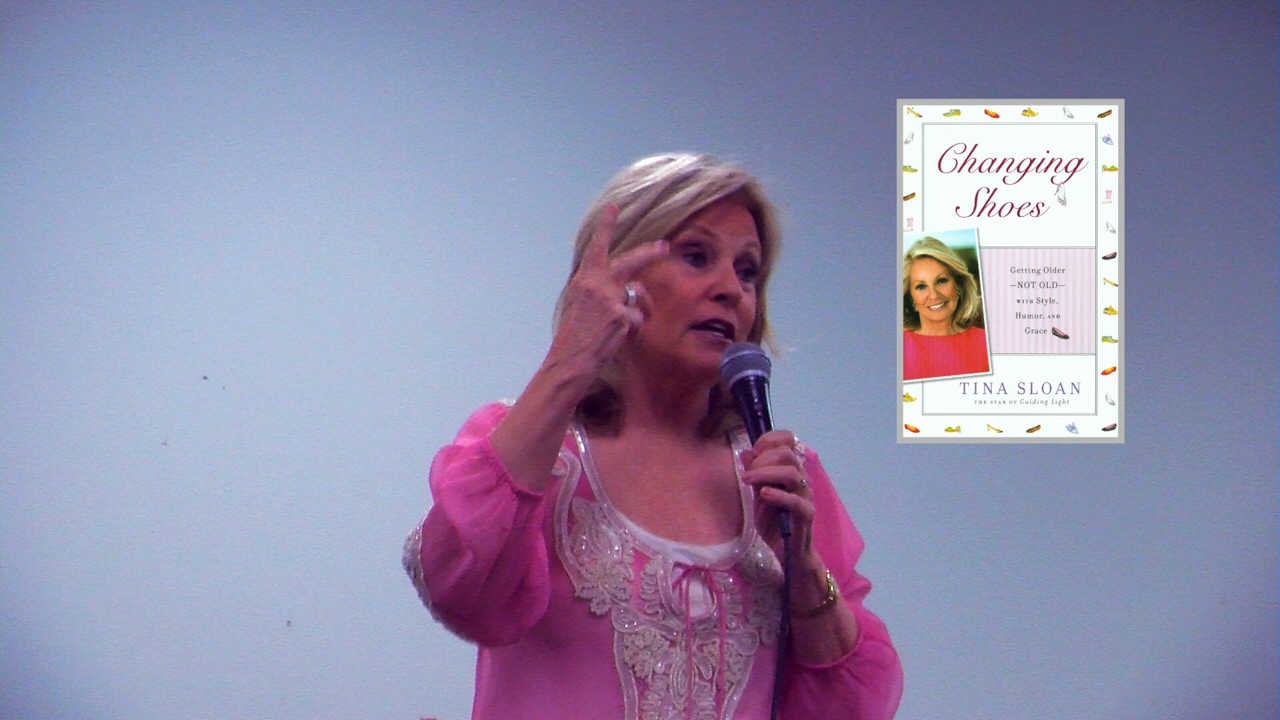 Changing
Shoes
Getting Older
—NOT OLD—
WITH Style,
Humor, AND
Grace
TINA SLOAN
THE STAR OF Guiding Light